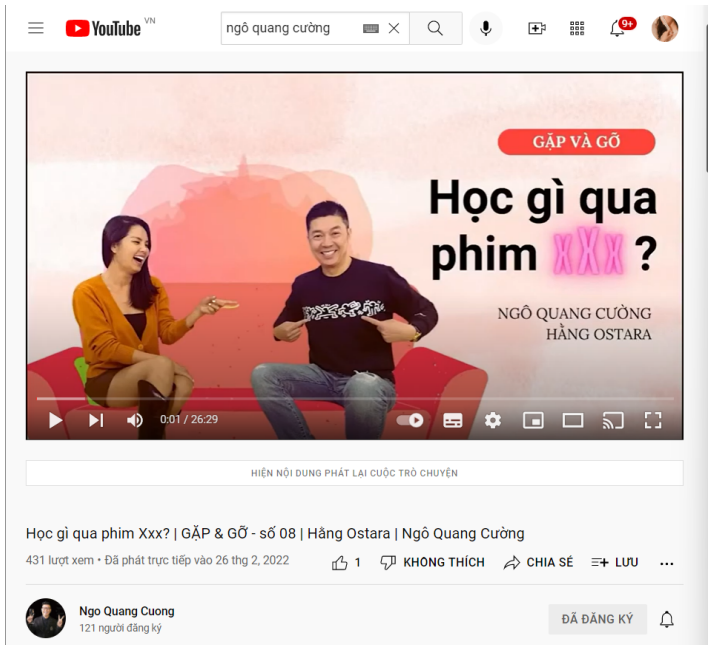 YouTube VN
ngô quang cường
9+
GẶP VÀ GỠ
Học gì qua
phim XXX ?
NGÔ QUANG CƯỜNG
HẰNG OSTARA
0:01 / 26:29
HIỆN NỘI DUNG PHÁT LẠI CUỘC TRÒ CHUYỆN
Học gì qua phim Xxx? | GẶP & GỠ - số 08 | Hằng Ostara | Ngô Quang Cường
431 lượt xem • Đã phát trực tiếp vào 26 thg 2, 2022
1
KHÔNG THÍCH
CHIA SẺ
LƯU
Ngo Quang Cuong
121 người đăng ký
ĐÃ ĐĂNG KÝ